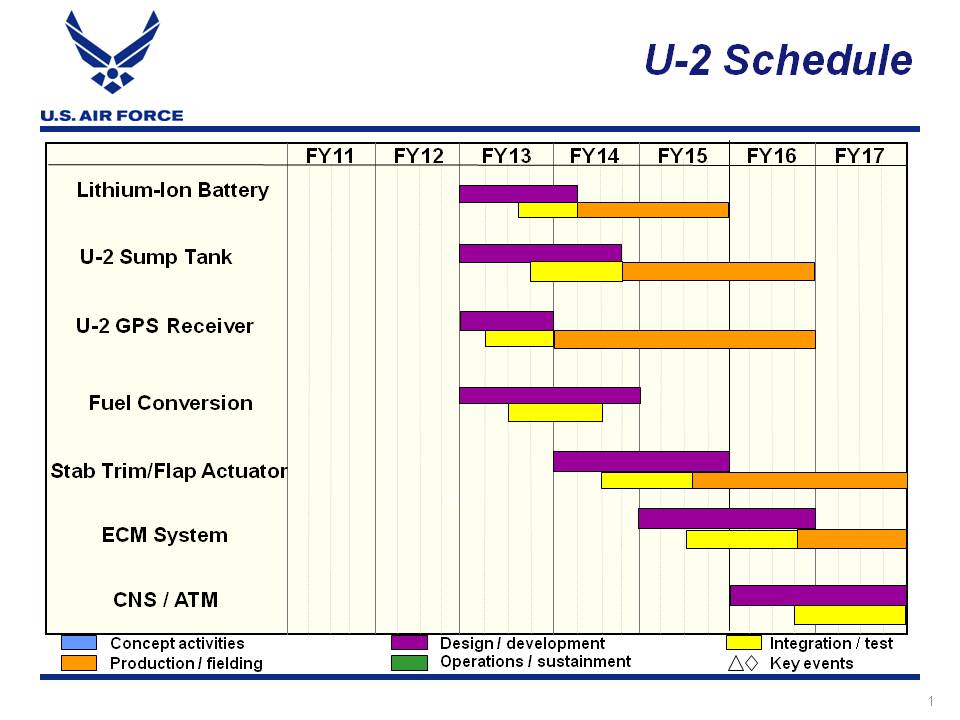 U-2 Schedule
U.S. AIR FORCE
FY11 FY12 FY13 FY14 FY15 FY16 FY17
Lithium-Ion Battery
U-2 Sump Tank
U-2 GPS Receiver
Fuel Conversion
Stab Trim/Flap Actuator
ECM System
CNS / ATM
Concept activities Design / development Integration / test
Production / fielding Operations / sustainment Key events
1